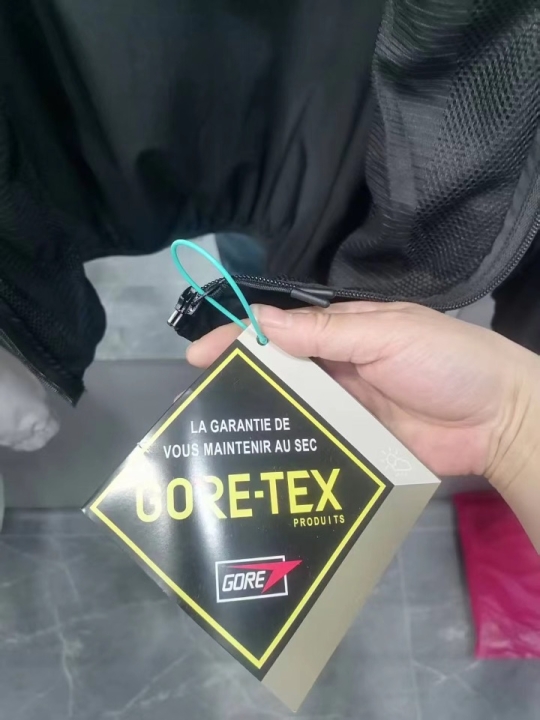 LA GARANTIE DE
VOUS MAINTENIR AU SEC
GORE-TEX
PRODUITS
GORE